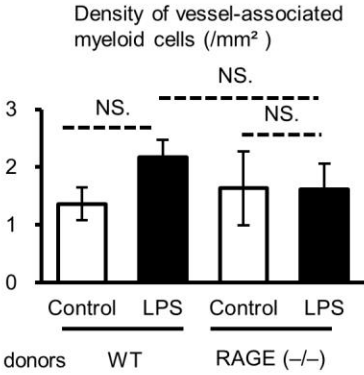 Density of vessel-associated
myeloid cells (/mm²)
NS.
NS.
NS.
3
2
1
0
Control LPS Control LPS
donors WT RAGE (–/–)